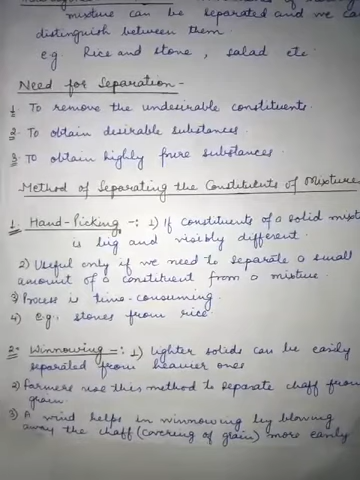 mixture can be separated and we ca
distinguish between them.
e.g. Rice and stone, salad etc.
Need for Separation -
1. To remove the undesirable constituents.
2. To obtain desirable substances.
3. To obtain highly pure substances.
Method of Separating the Constituents of Mixture
1. Hand-Picking -: 1) If constituents of a solid mixt
is big and visibly different.
2) Useful only if we need to separate a small
amount of a constituent from a mixture.
3) Process is time-consuming.
4) e.g. stones from rice
2. Winnowing -: 1) Lighter solids can be easily
separated from heavier ones
2) Farmers use this method to separate chaff from
grain.
3) A wind helps in winnowing by blowing
away the chaff (covering of grain) more easily